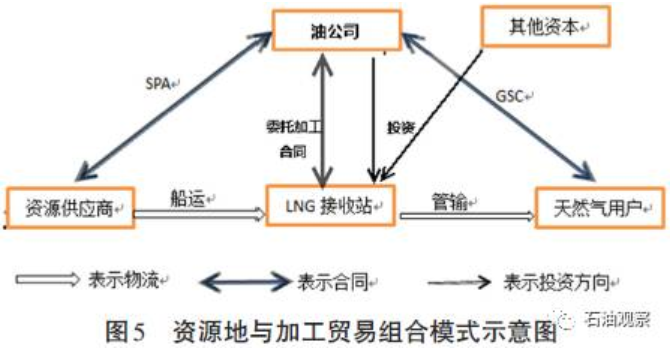 油公司
其他资本
SPA
GSC
委托加工
合同
投资
资源供应商
船运
LNG 接收站
管输
天然气用户
表示物流
表示合同
表示投资方向
图5 资源地与加工贸易组合模式示意图
石油观察